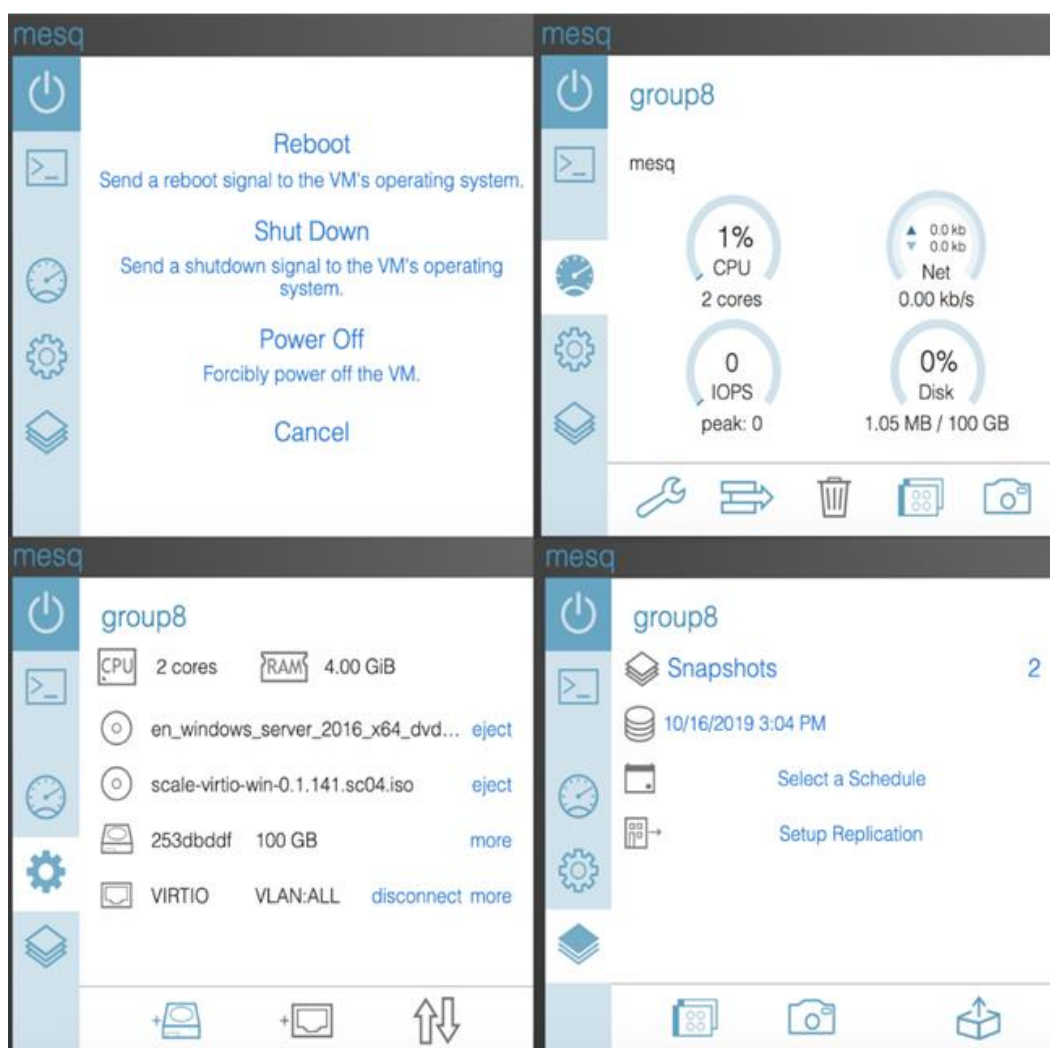 mesq
Reboot
Send a reboot signal to the VM's operating system.
Shut Down
Send a shutdown signal to the VM's operating
system.
Power Off
Forcibly power off the VM.
Cancel
mesq
group8
mesq
1%
CPU
2 cores
0.0 kb
0.0 kb
Net
0.00 kb/s
0
IOPS
peak: 0
0%
Disk
1.05 MB / 100 GB
mesq
group8
CPU 2 cores RAM 4.00 GiB
en_windows_server_2016_x64_dvd... eject
scale-virtio-win-0.1.141.sc04.iso eject
253dbddf 100 GB more
VIRTIO VLAN:ALL disconnect more
mesq
group8
Snapshots 2
10/16/2019 3:04 PM
Select a Schedule
Setup Replication